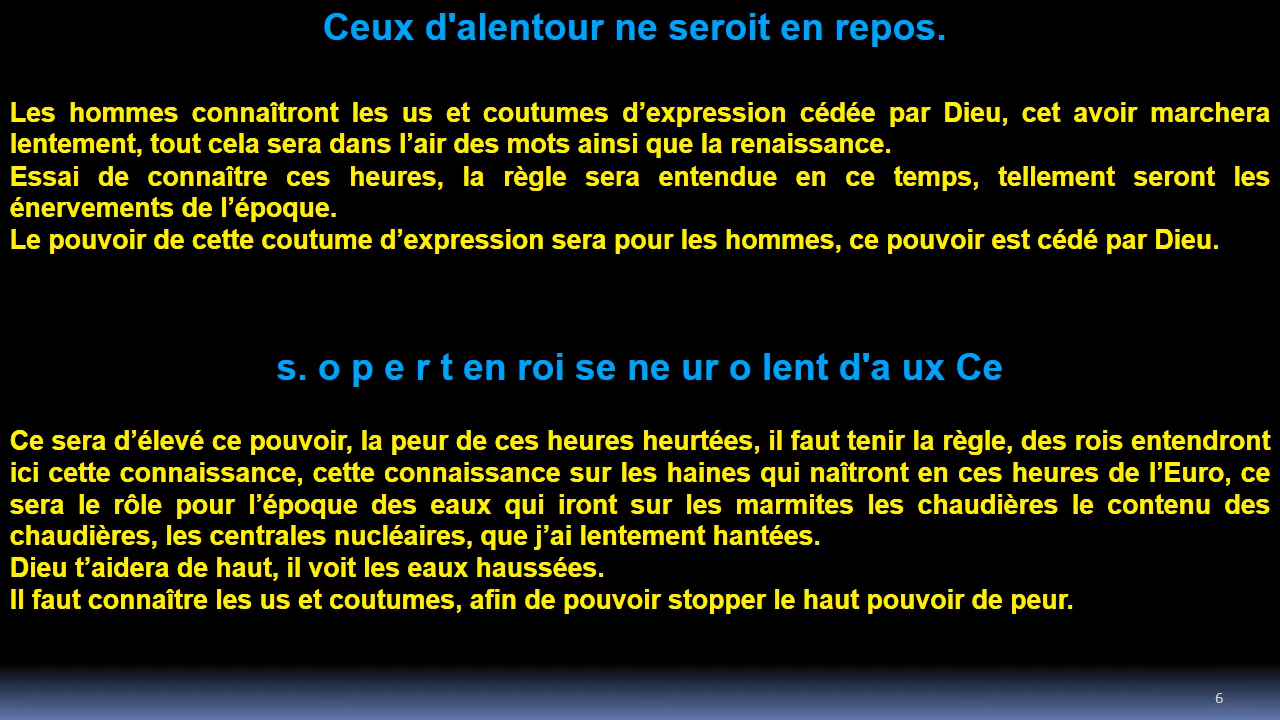 Ceux d'alentour ne seroit en repos.
Les hommes connaîtront les us et coutumes d’expression cédée par Dieu, cet avoir marchera
lentement, tout cela sera dans l’air des mots ainsi que la renaissance.
Essai de connaître ces heures, la règle sera entendue en ce temps, tellement seront les
énervements de l’époque.
Le pouvoir de cette coutume d’expression sera pour les hommes, ce pouvoir est cédé par Dieu.
s. o p e r t en roi se ne ur o lent d'a ux Ce
Ce sera d’élevé ce pouvoir, la peur de ces heures heurtées, il faut tenir la règle, des rois entendront
ici cette connaissance, cette connaissance sur les haines qui naîtront en ces heures de l’Euro, ce
sera le rôle pour l’époque des eaux qui iront sur les marmites les chaudières le contenu des
chaudières, les centrales nucléaires, que j’ai lentement hantées.
Dieu t’aidera de haut, il voit les eaux haussées.
Il faut connaître les us et coutumes, afin de pouvoir stopper le haut pouvoir de peur.
6